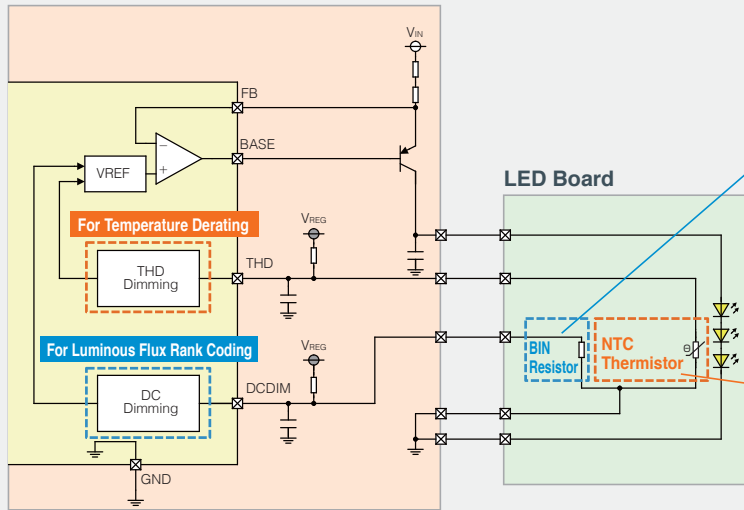 VIN
FB
BASE
−
+
VREF
LED Board
For Temperature Derating
VREG
THD
THD
Dimming
For Luminous Flux Rank Coding
VREG
BIN
Resistor
NTC
Thermistor
θ
DC
Dimming
DCDIM
GND